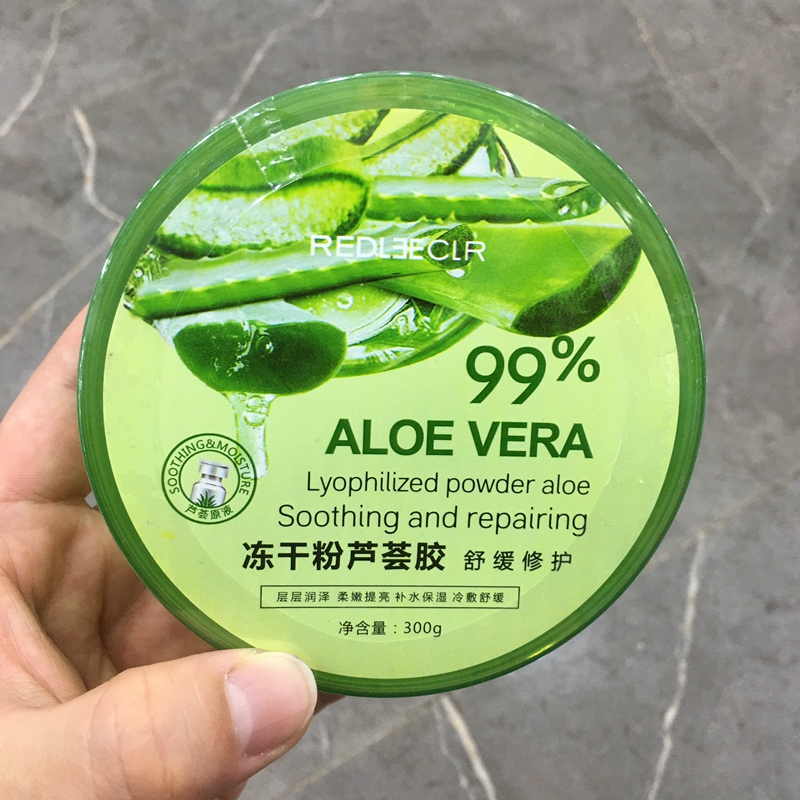 REDLEECLR
99%
ALOE VERA
SOOTHING&MOISTURE
芦荟原液
Lyophilized powder aloe
Soothing and repairing
冻干粉芦荟胶 舒缓修护
层层润泽 柔嫩提亮 补水保湿 冷敷舒缓
净含量：300g